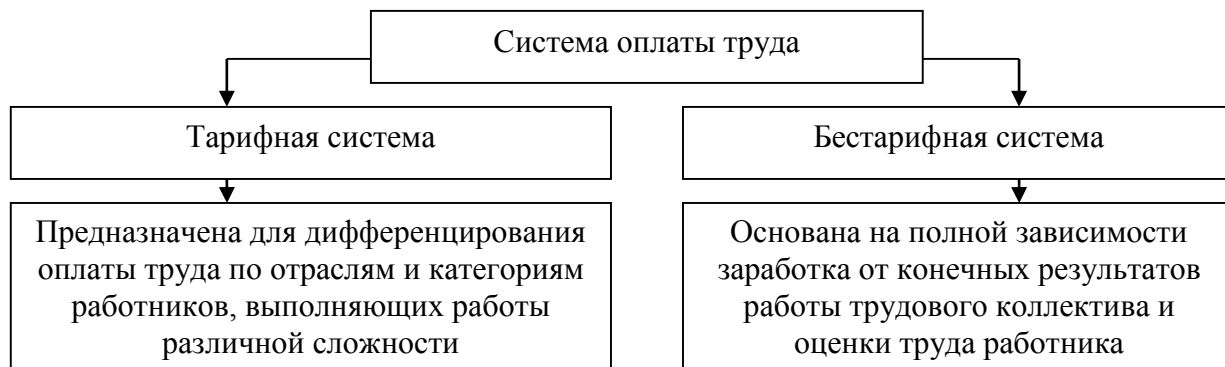 Система оплаты труда
Тарифная система
Бестарифная система
Предназначена для дифференцирования
оплаты труда по отраслям и категориям
работников, выполняющих работы
различной сложности
Основана на полной зависимости
заработка от конечных результатов
работы трудового коллектива и
оценки труда работника